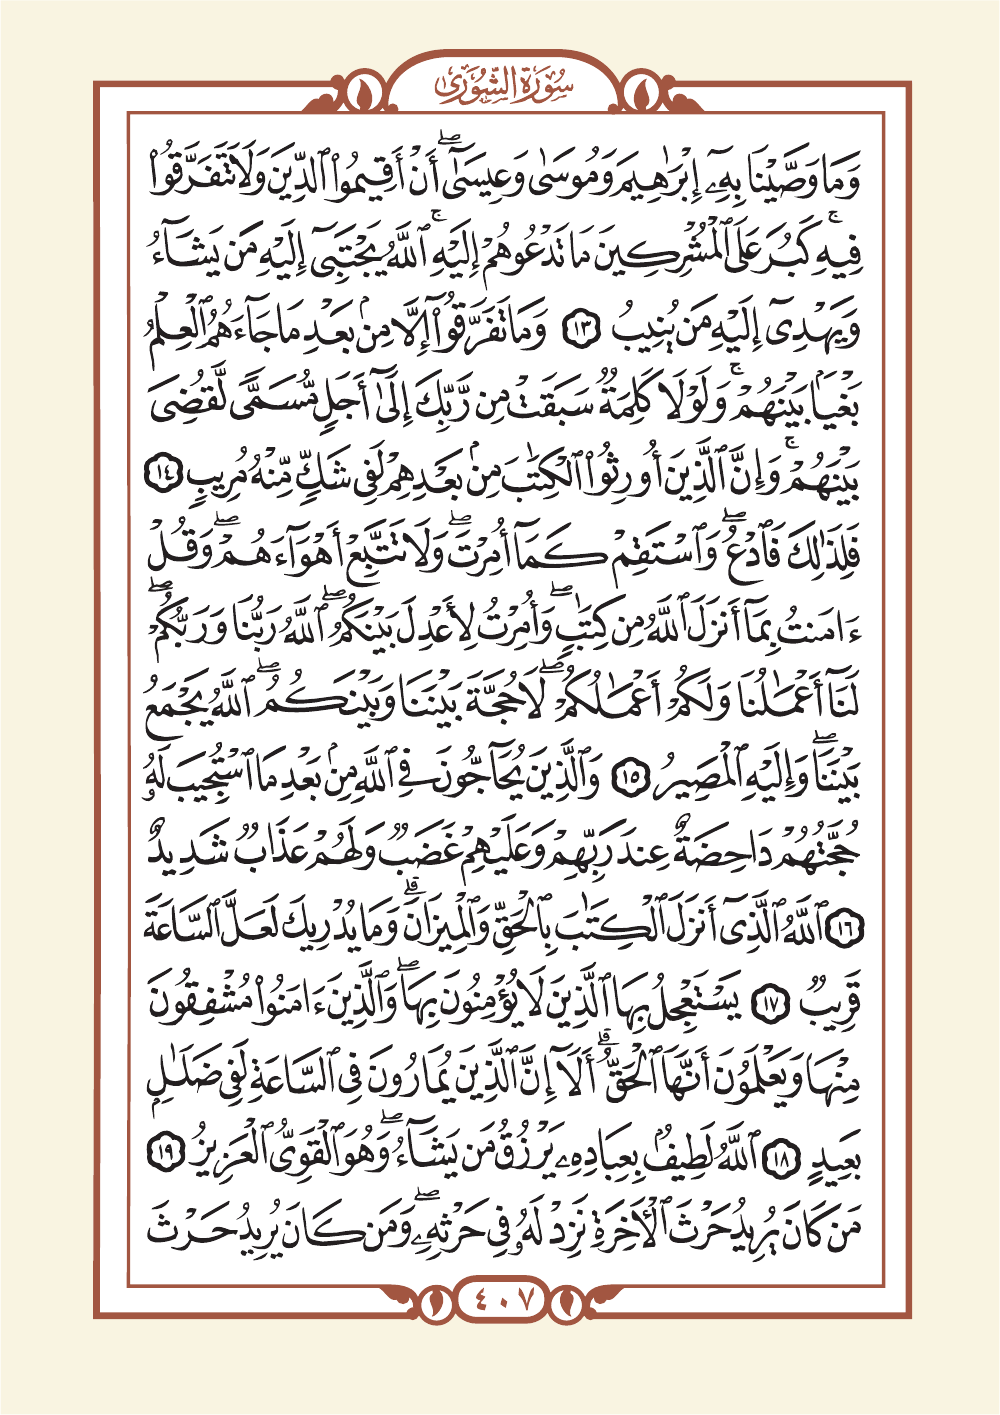 سُورَةُ الشُّورَىٰ
وَمَا وَصَّيْنَا بِهِۦٓ إِبْرَٰهِيمَ وَمُوسَىٰ وَعِيسَىٰٓۖ أَنْ أَقِيمُوا۟ ٱلدِّينَ وَلَا تَتَفَرَّقُوا۟
فِيهِۚ كَبُرَ عَلَى ٱلْمُشْرِكِينَ مَا تَدْعُوهُمْ إِلَيْهِۚ ٱللَّهُ يَجْتَبِىٓ إِلَيْهِ مَن يَشَآءُ
وَيَهْدِىٓ إِلَيْهِ مَن يُنِيبُ ١٣ وَمَا تَفَرَّقُوٓا۟ إِلَّا مِنۢ بَعْدِ مَا جَآءَهُمُ ٱلْعِلْمُ
بَغْيًۢا بَيْنَهُمْۚ وَلَوْلَا كَلِمَةٌ سَبَقَتْ مِن رَّبِّكَ إِلَىٰٓ أَجَلٍ مُّسَمًّى لَّقُضِىَ
بَيْنَهُمْۚ وَإِنَّ ٱلَّذِينَ أُورِثُوا۟ ٱلْكِتَٰبَ مِنۢ بَعْدِهِمْ لَفِى شَكٍّ مِّنْهُ مُرِيبٍ ١٤
فَلِذَٰلِكَ فَٱدْعُۖ وَٱسْتَقِمْ كَمَآ أُمِرْتَۖ وَلَا تَتَّبِعْ أَهْوَآءَهُمْۖ وَقُلْ
ءَامَنتُ بِمَآ أَنزَلَ ٱللَّهُ مِن كِتَٰبٍۖ وَأُمِرْتُ لِأَعْدِلَ بَيْنَكُمُۖ ٱللَّهُ رَبُّنَا وَرَبُّكُمْۖ
لَنَآ أَعْمَٰلُنَا وَلَكُمْ أَعْمَٰلُكُمْۖ لَا حُجَّةَ بَيْنَنَا وَبَيْنَكُمُۖ ٱللَّهُ يَجْمَعُ
بَيْنَنَاۖ وَإِلَيْهِ ٱلْمَصِيرُ ١٥ وَٱلَّذِينَ يُحَآجُّونَ فِى ٱللَّهِ مِنۢ بَعْدِ مَا ٱسْتُجِيبَ لَهُۥ
حُجَّتُهُمْ دَاحِضَةٌ عِندَ رَبِّهِمْ وَعَلَيْهِمْ غَضَبٌ وَلَهُمْ عَذَابٌ شَدِيدٌ
١٦ ٱللَّهُ ٱلَّذِىٓ أَنزَلَ ٱلْكِتَٰبَ بِٱلْحَقِّ وَٱلْمِيزَانَۗ وَمَا يُدْرِيكَ لَعَلَّ ٱلسَّاعَةَ
قَرِيبٌ ١٧ يَسْتَعْجِلُ بِهَا ٱلَّذِينَ لَا يُؤْمِنُونَ بِهَاۖ وَٱلَّذِينَ ءَامَنُوا۟ مُشْفِقُونَ
مِنْهَا وَيَعْلَمُونَ أَنَّهَا ٱلْحَقُّۗ أَلَآ إِنَّ ٱلَّذِينَ يُمَارُونَ فِى ٱلسَّاعَةِ لَفِى ضَلَٰلٍۭ
بَعِيدٍ ١٨ ٱللَّهُ لَطِيفٌۢ بِعِبَادِهِۦ يَرْزُقُ مَن يَشَآءُۖ وَهُوَ ٱلْقَوِىُّ ٱلْعَزِيزُ ١٩
مَن كَانَ يُرِيدُ حَرْثَ ٱلْءَاخِرَةِ نَزِدْ لَهُۥ فِى حَرْثِهِۦۖ وَمَن كَانَ يُرِيدُ حَرْثَ
٤٠٧